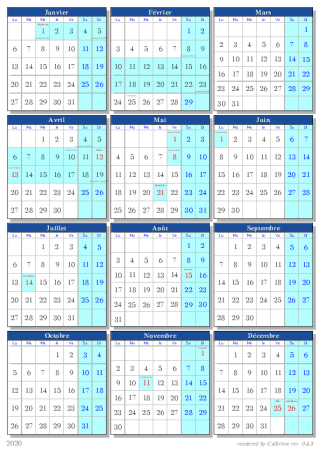 Janvier
Lu Ma Me Je Ve Sa Di
1 2 3 4 5
6 7 8 9 10 11 12
13 14 15 16 17 18 19
20 21 22 23 24 25 26
27 28 29 30 31
Février
Lu Ma Me Je Ve Sa Di
1 2
3 4 5 6 7 8 9
10 11 12 13 14 15 16
17 18 19 20 21 22 23
24 25 26 27 28 29
Mars
Lu Ma Me Je Ve Sa Di
1
2 3 4 5 6 7 8
9 10 11 12 13 14 15
16 17 18 19 20 21 22
23 24 25 26 27 28 29
30 31
Avril
Lu Ma Me Je Ve Sa Di
1 2 3 4 5
6 7 8 9 10 11 12
13 14 15 16 17 18 19
20 21 22 23 24 25 26
27 28 29 30
Mai
Lu Ma Me Je Ve Sa Di
1 2 3
4 5 6 7 8 9 10
11 12 13 14 15 16 17
18 19 20 21 22 23 24
25 26 27 28 29 30 31
Juin
Lu Ma Me Je Ve Sa Di
1 2 3 4 5 6 7
8 9 10 11 12 13 14
15 16 17 18 19 20 21
22 23 24 25 26 27 28
29 30
Juillet
Lu Ma Me Je Ve Sa Di
1 2 3 4 5
6 7 8 9 10 11 12
13 14 15 16 17 18 19
20 21 22 23 24 25 26
27 28 29 30 31
Août
Lu Ma Me Je Ve Sa Di
1 2
3 4 5 6 7 8 9
10 11 12 13 14 15 16
17 18 19 20 21 22 23
24 25 26 27 28 29 30
31
Septembre
Lu Ma Me Je Ve Sa Di
1 2 3 4 5 6
7 8 9 10 11 12 13
14 15 16 17 18 19 20
21 22 23 24 25 26 27
28 29 30
Octobre
Lu Ma Me Je Ve Sa Di
1 2 3 4
5 6 7 8 9 10 11
12 13 14 15 16 17 18
19 20 21 22 23 24 25
26 27 28 29 30 31
Novembre
Lu Ma Me Je Ve Sa Di
1
2 3 4 5 6 7 8
9 10 11 12 13 14 15
16 17 18 19 20 21 22
23 24 25 26 27 28 29
30
Décembre
Lu Ma Me Je Ve Sa Di
1 2 3 4 5 6
7 8 9 10 11 12 13
14 15 16 17 18 19 20
21 22 23 24 25 26 27
28 29 30 31
2020 rendered by Calirhoe ver. 0.4.3